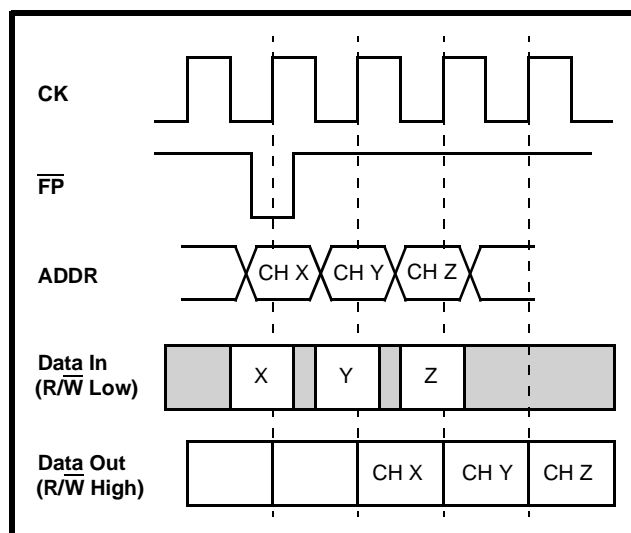 CK
FP
ADDR
CH X CH Y CH Z
Data In
(R/W Low)
X Y Z
Data Out
(R/W High)
CH X CH Y CH Z